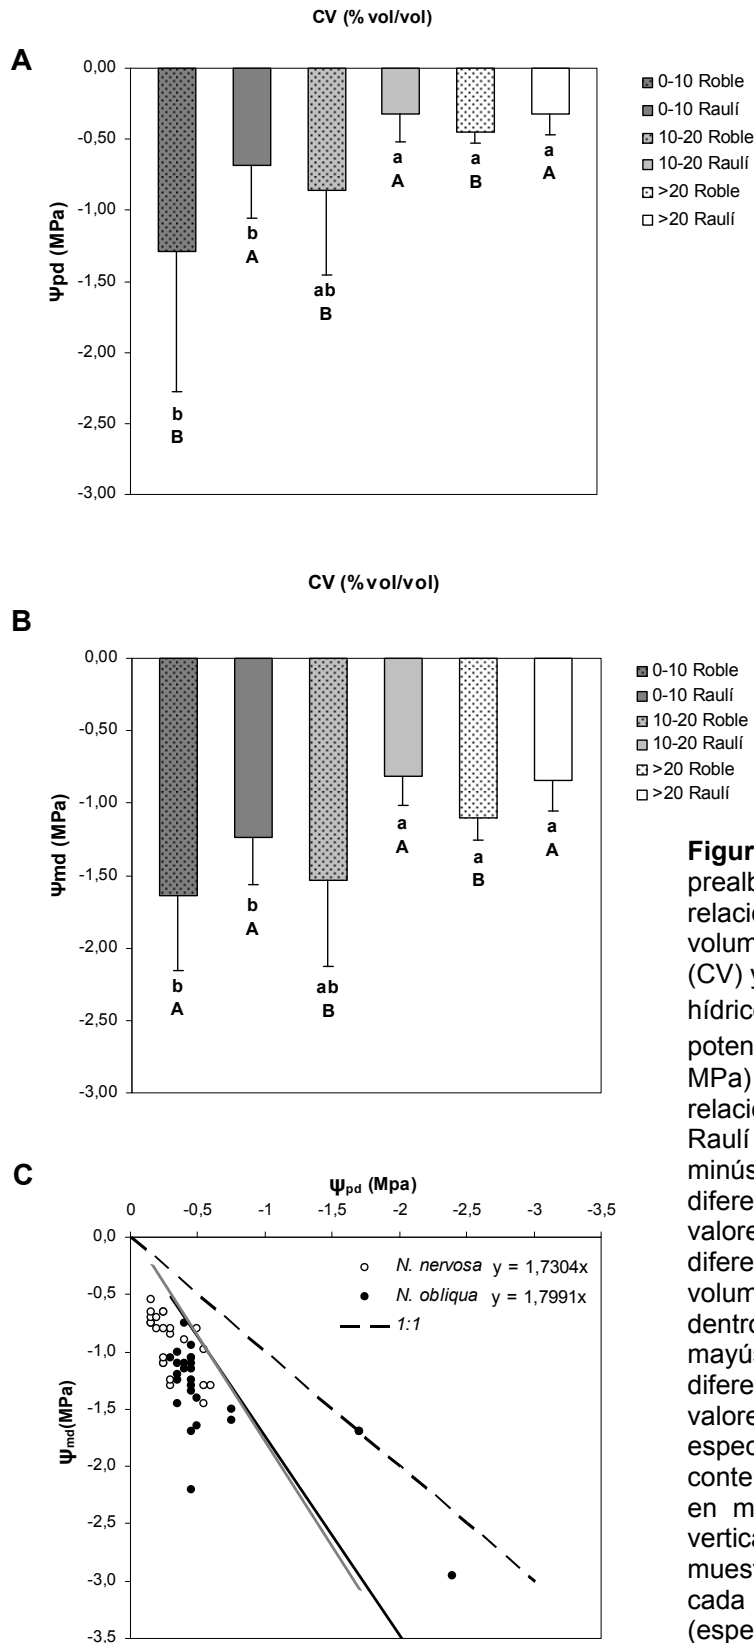 CV (% vol/vol)
A
0,00
-0,50
-1,00
-1,50
-2,00
-2,50
-3,00
Ψpd (MPa)
b
B
b
A
ab
B
a
A
a
B
a
A
0-10 Roble
0-10 Raulí
10-20 Roble
10-20 Raulí
>20 Roble
>20 Raulí
CV (%vol/vol)
B
0,00
-0,50
-1,00
-1,50
-2,00
-2,50
-3,00
Ψmd (MPa)
b
A
b
A
ab
B
a
A
a
B
a
A
0-10 Roble
0-10 Raulí
10-20 Roble
10-20 Raulí
>20 Roble
>20 Raulí
C
Ψpd (Mpa)
0 -0,5 -1 -1,5 -2 -2,5 -3 -3,5
0,0
-0,5
-1,0
-1,5
-2,0
-2,5
-3,0
-3,5
Ψmd(MPa)
N. nervosa y = 1,7304x
N. obliqua y = 1,7991x
1:1
Figur
prealb
relació
volum
(CV) y
hídrico
poten
MPa)
relació
Raulí
minús
difere
valore
difere
volum
dentro
mayús
difere
valore
espec
conte
en m
vertica
muest
cada
(espe